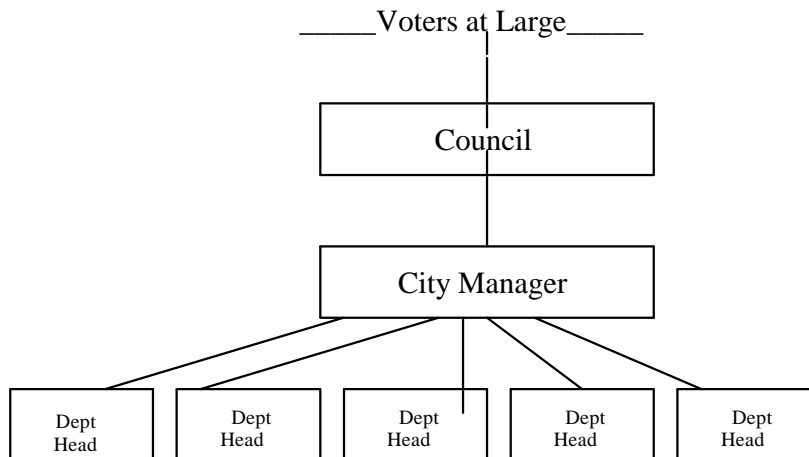 _____Voters at Large_____
Council
City Manager
Dept
Head
Dept
Head
Dept
Head
Dept
Head
Dept
Head